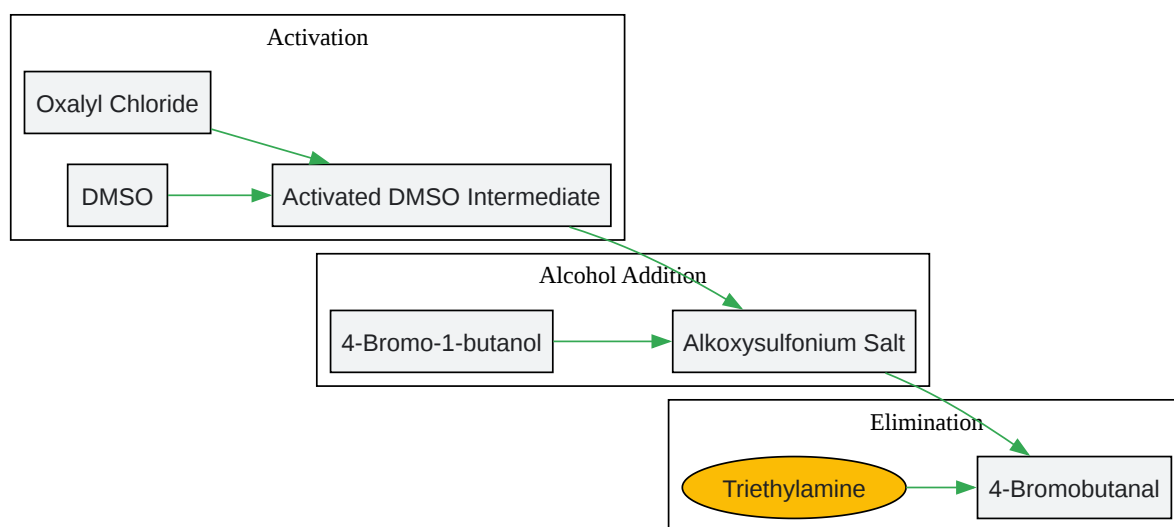 Activation
Oxalyl Chloride
DMSO
Activated DMSO Intermediate
Alcohol Addition
4-Bromo-1-butanol
Alkoxysulfonium Salt
Elimination
Triethylamine
4-Bromobutanal